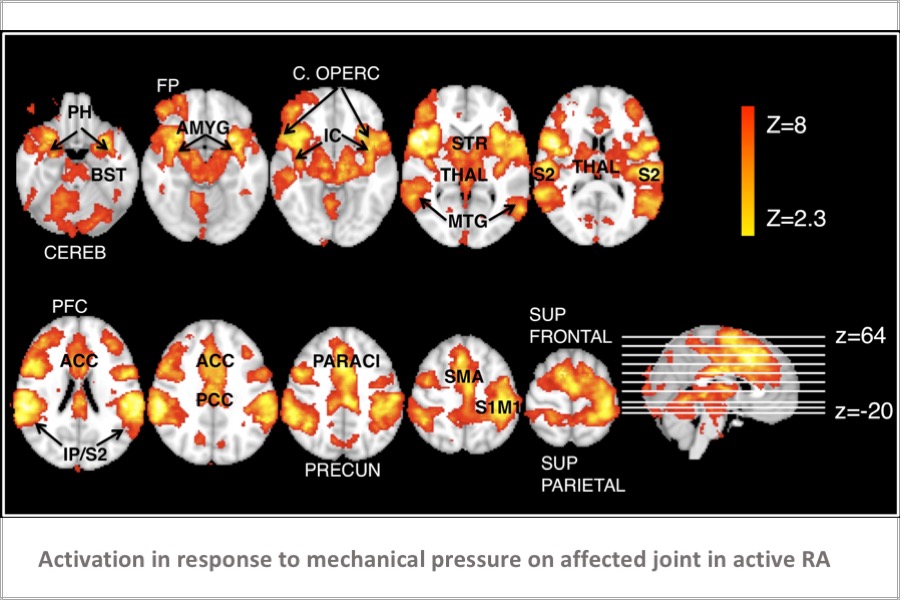 FP
C. OPERC
PH
AMYG
IC
STR
Z=8
BST
THAL
S2
THAL
S2
MTG
Z=2.3
CEREB
PFC
SUP
FRONTAL
z=64
ACC
ACC
PARACI
SMA
PCC
S1M1
z=-20
IP/S2
PRECUN
SUP
PARIETAL
Activation in response to mechanical pressure on affected joint in active RA